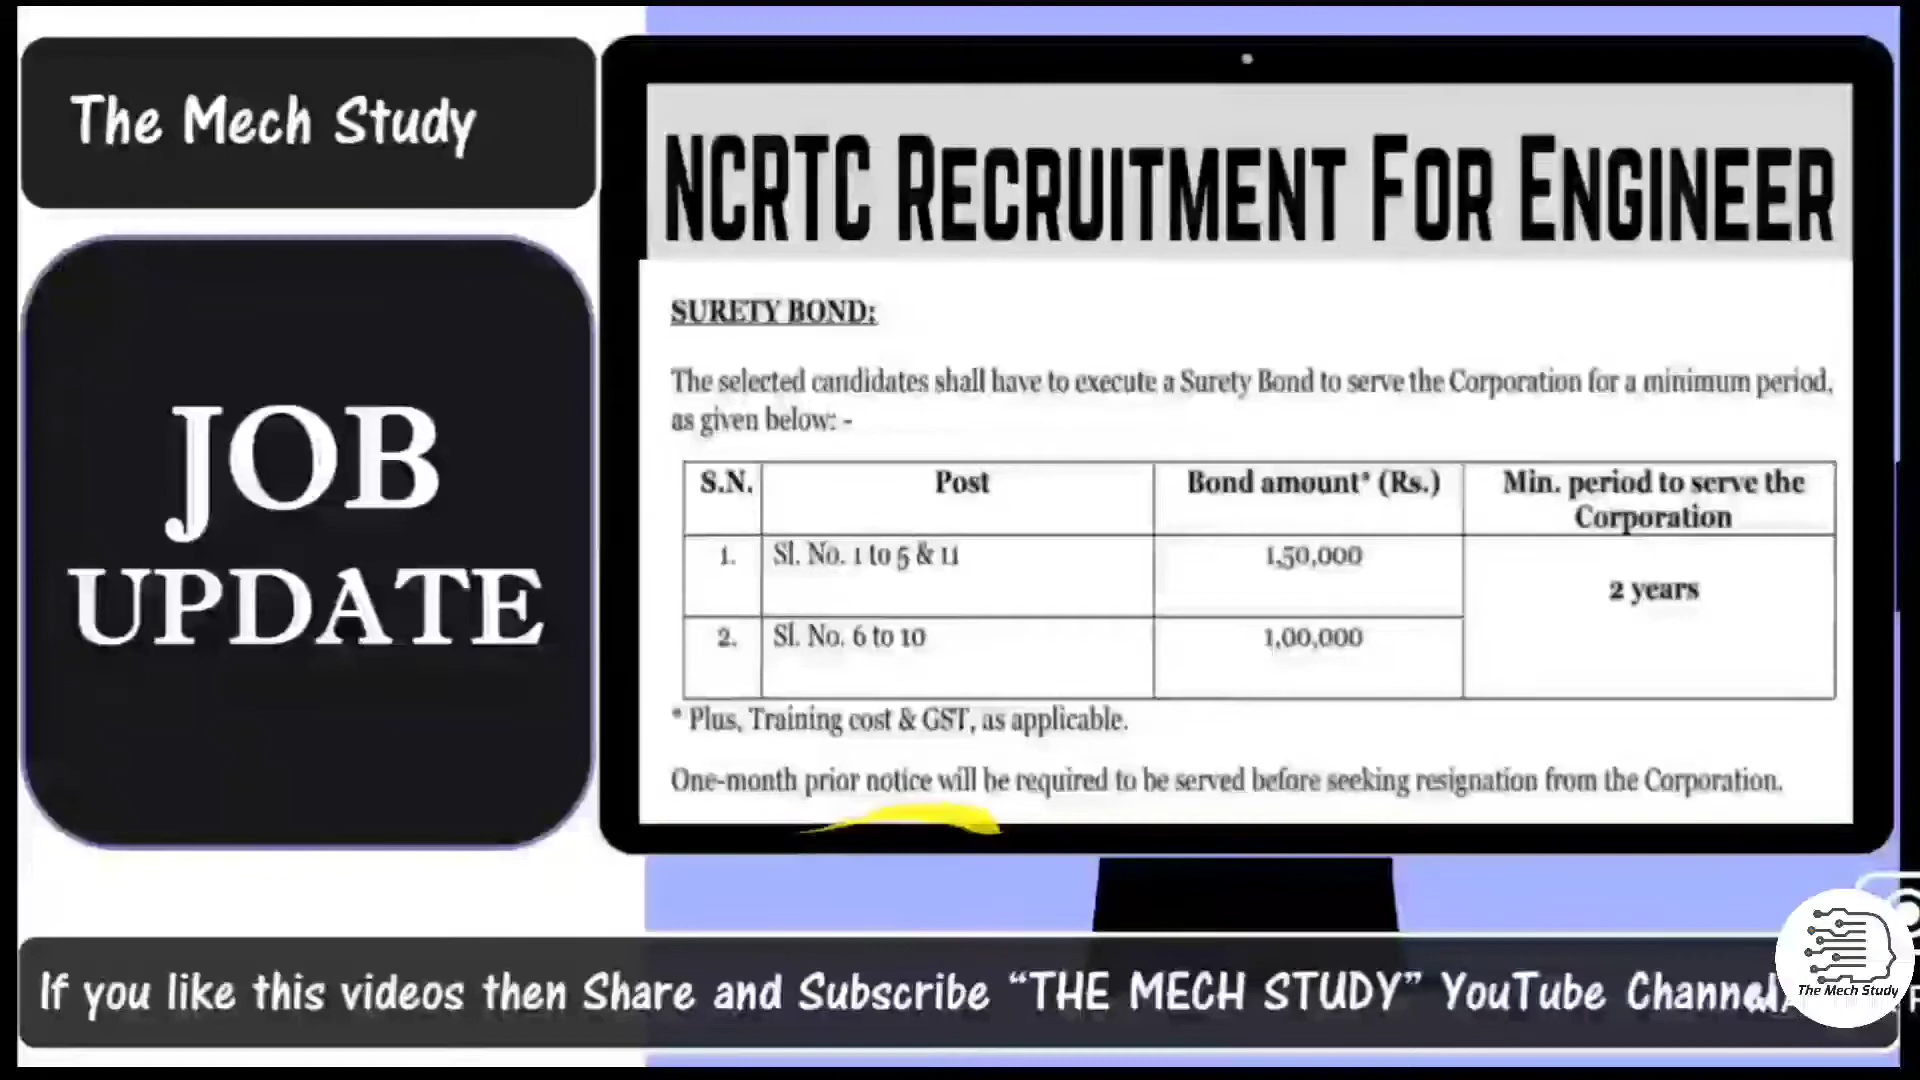 The Mech Study
JOB
UPDATE
NCRTC RECRUITMENT FOR ENGINEER
SURETY BOND:
The selected candidates shall have to execute a Surety Bond to serve the Corporation for a minimum period,
as given below: -
S.N. Post Bond amount* (Rs.) Min. period to serve the
Corporation
1. Sl. No. 1 to 5 & 11 1,50,000
2 years
2. Sl. No. 6 to 10 1,00,000
* Plus, Training cost & GST, as applicable.
One-month prior notice will be required to be served before seeking resignation from the Corporation.
If you like this videos then Share and Subscribe “THE MECH STUDY” YouTube Channel
The Mech Study